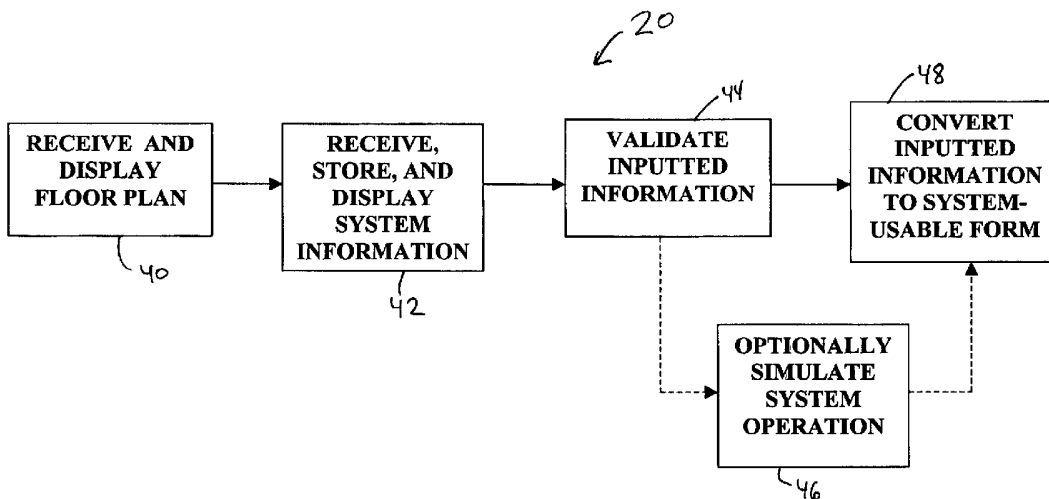 20
RECEIVE AND
DISPLAY
FLOOR PLAN
40
RECEIVE,
STORE, AND
DISPLAY
SYSTEM
INFORMATION
42
44
VALIDATE
INPUTTED
INFORMATION
48
CONVERT
INPUTTED
INFORMATION
TO SYSTEM-
USABLE FORM
OPTIONALLY
SIMULATE
SYSTEM
OPERATION
46